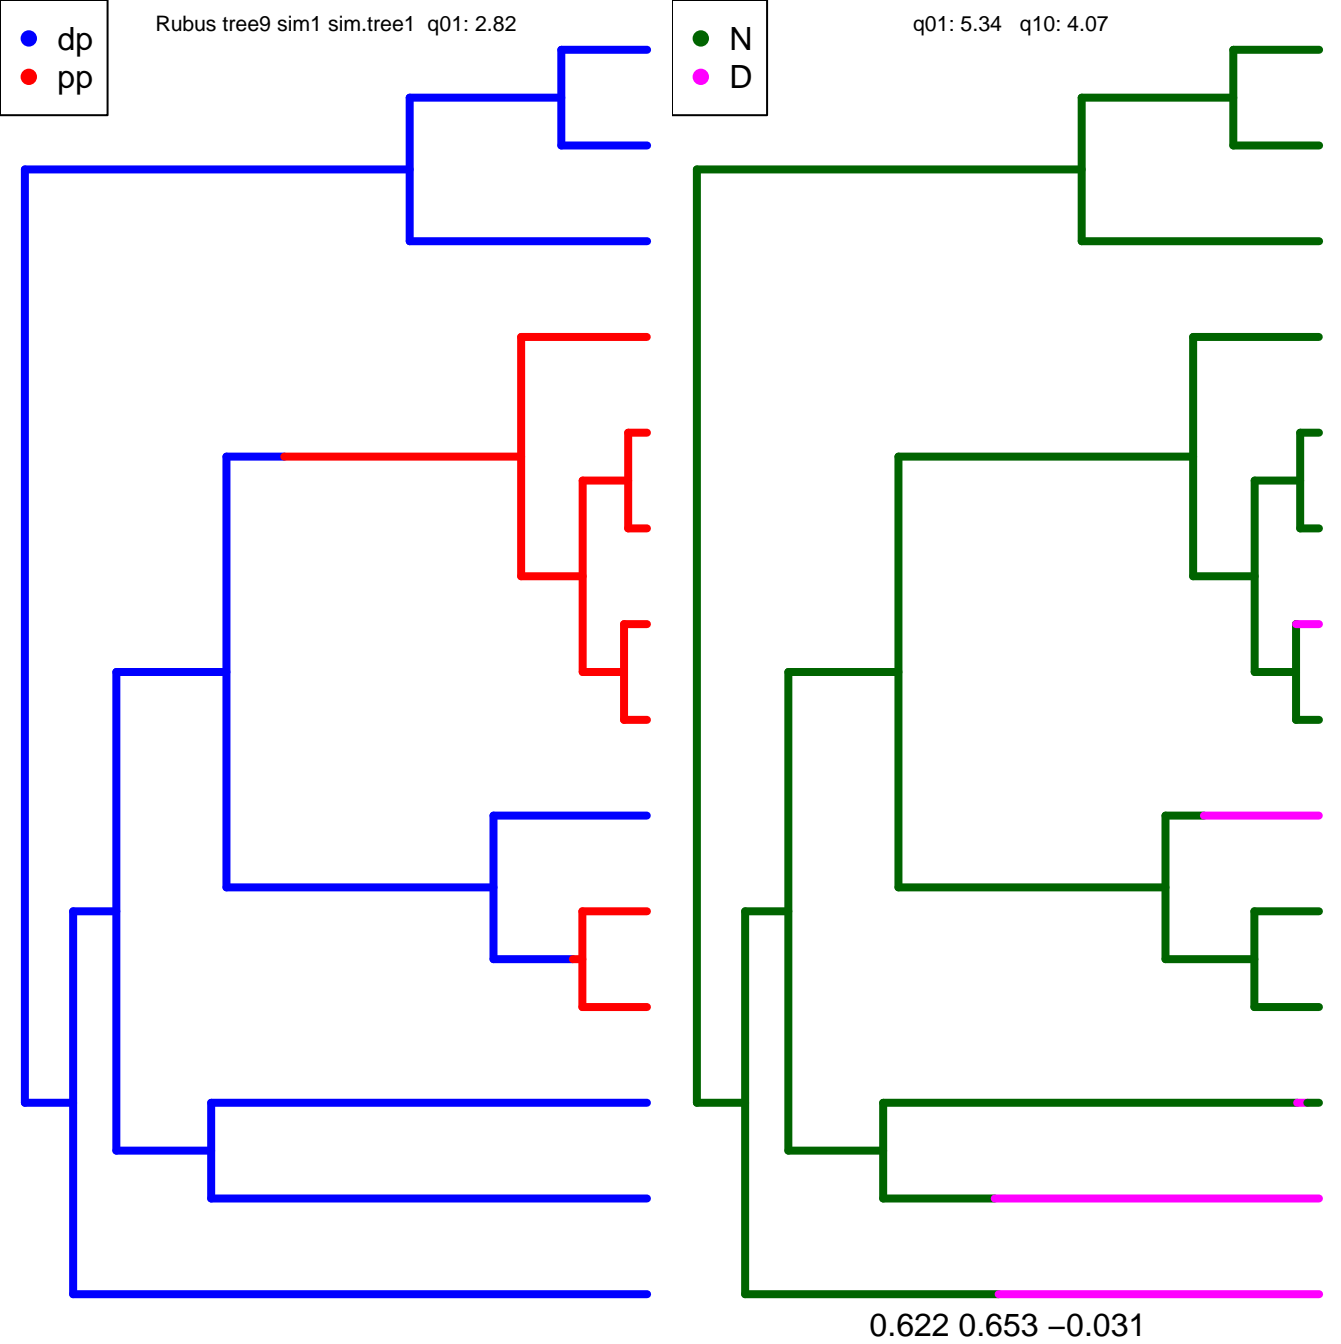 dp
pp
Rubus tree9 sim1 sim.tree1 q01: 2.82
N
D
q01: 5.34 q10: 4.07
0.622 0.653 −0.031